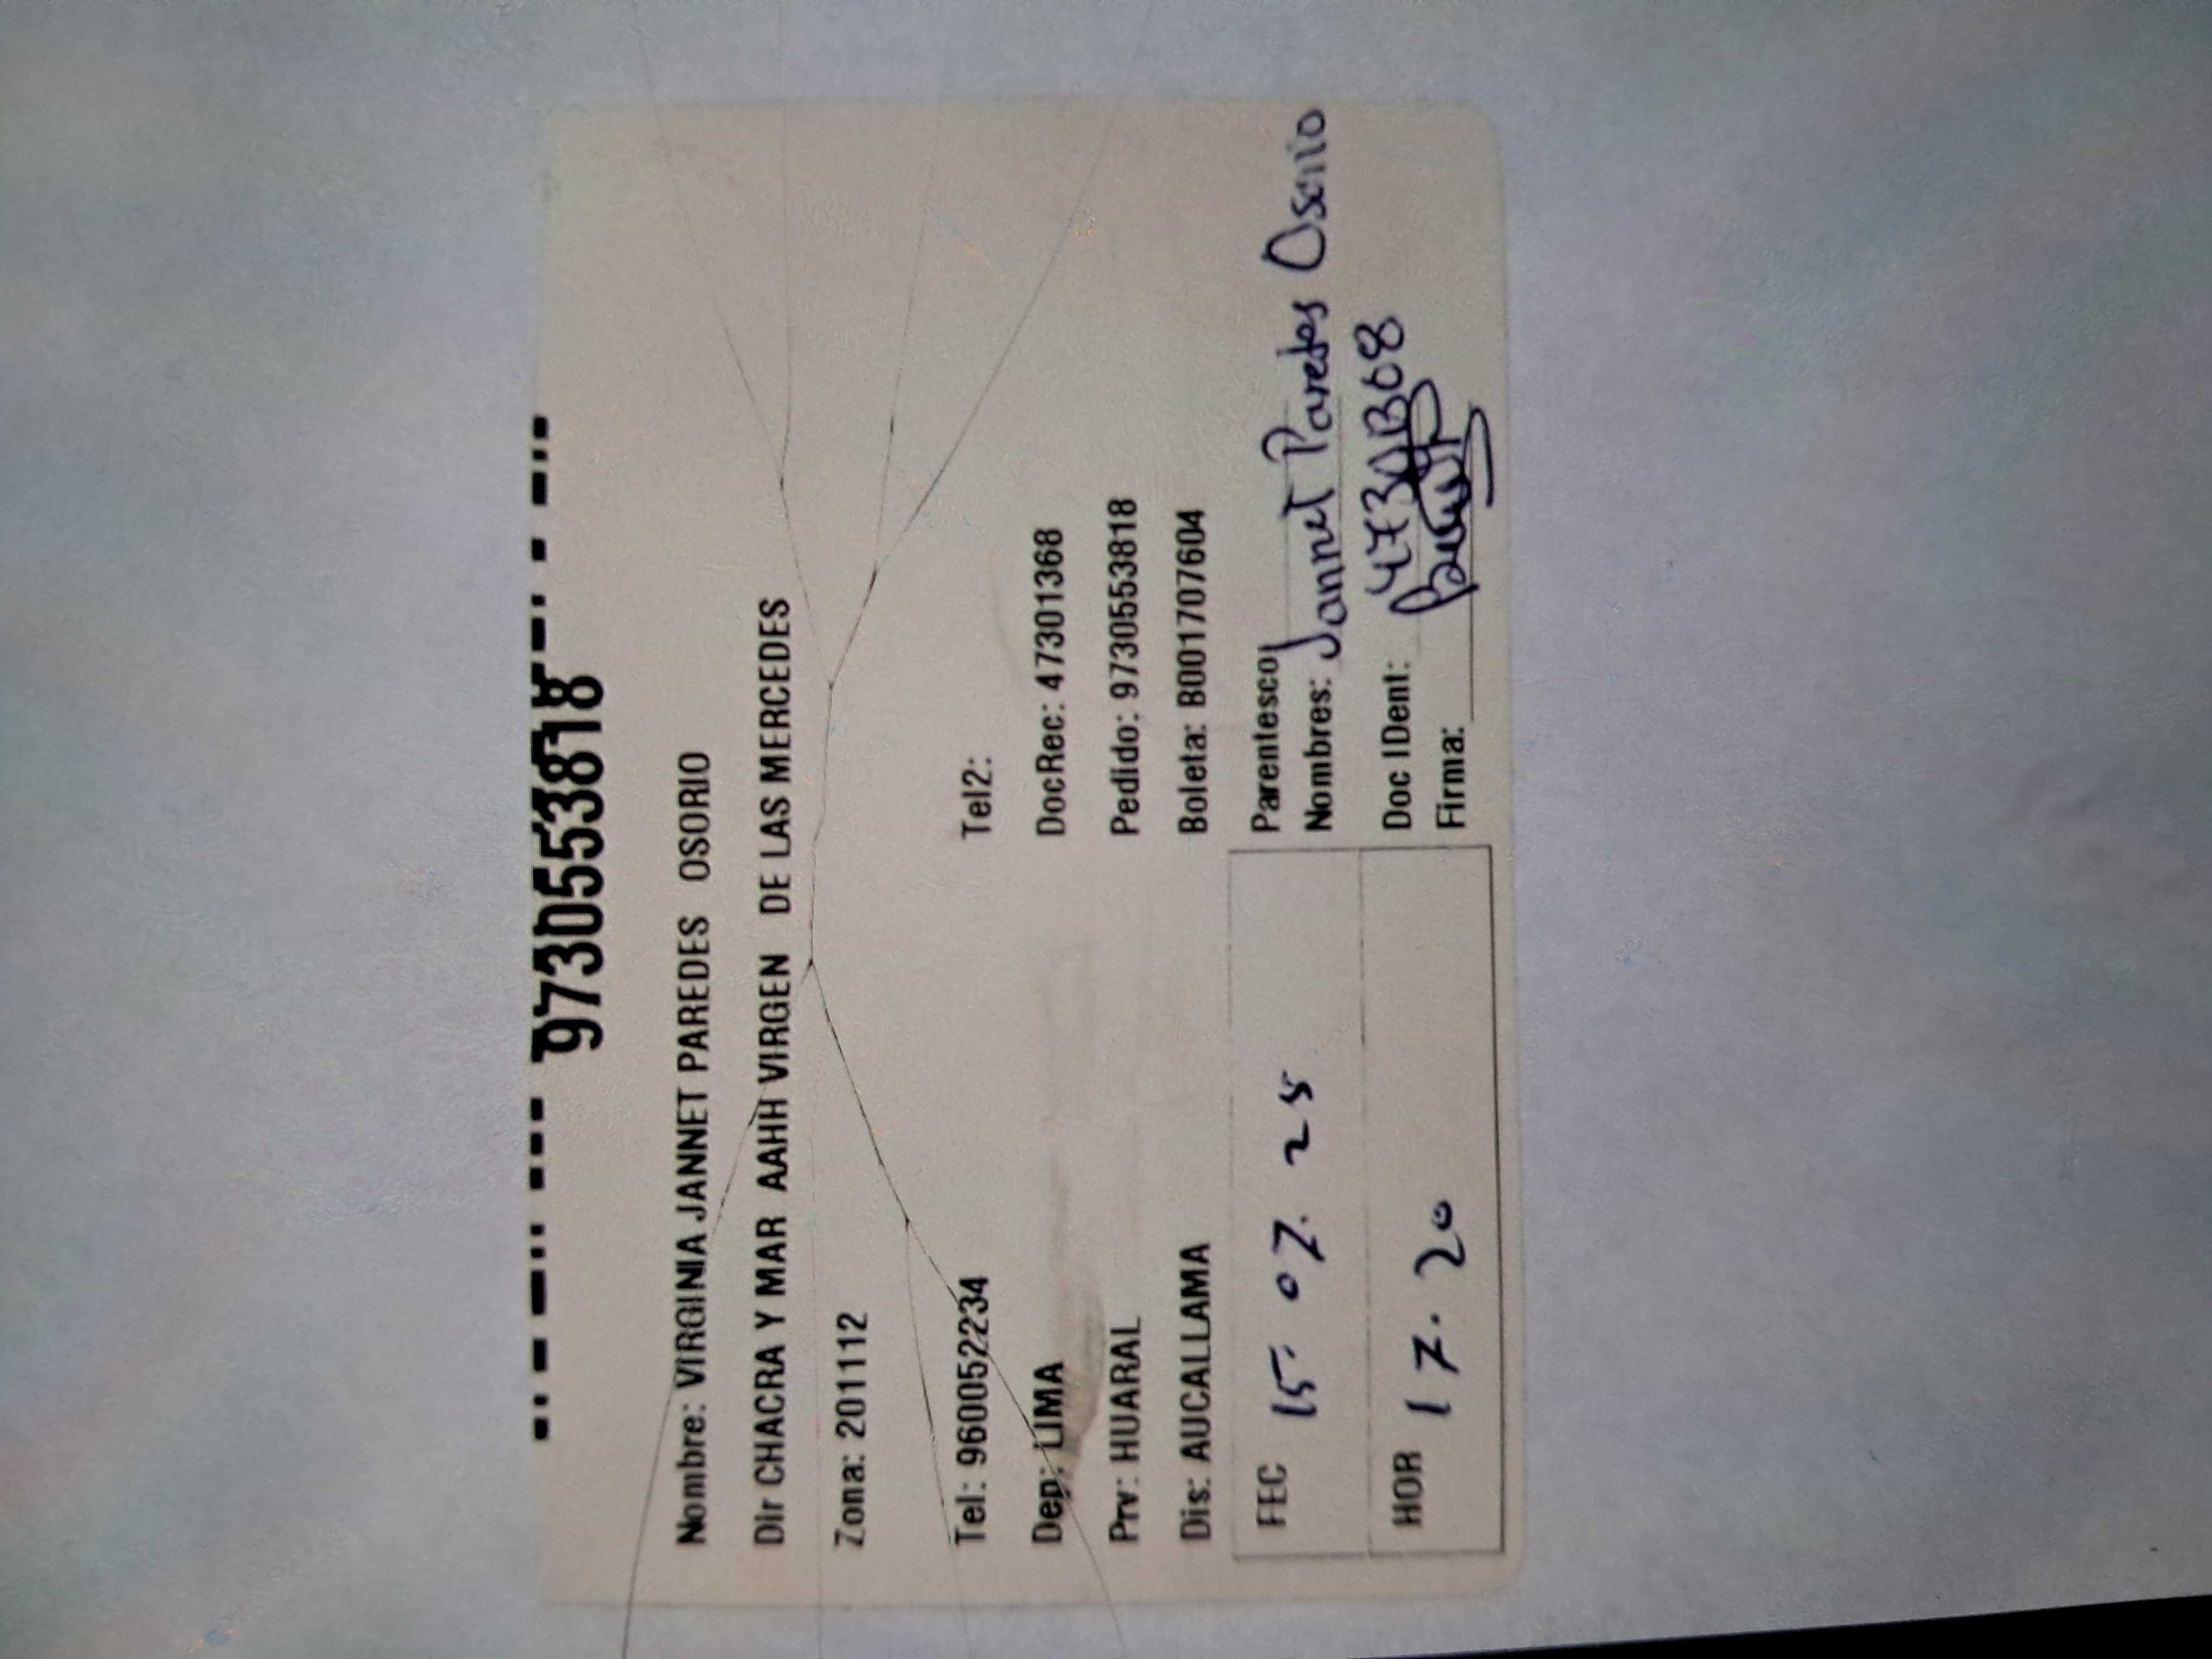 9730553818
Nombre: VIRGINIA JANNET PAREDES OSORIO
DIr CHACRA Y MAR AAHH VIRGEN DE LAS MERCEDES
Zona: 201112
Tel: 960052234 Tel2:
Dep: LIMA DocRec: 47301368
Prv: HUARAL Pedido: 9730553818
Dis: AUCALLAMA Boleta: B001707604
FEC 15. 07. 25
HOR 17. 20
Parentesco
Nombres: Jannet Paredes Osorio
Doc IDent: 47301368
Firma: